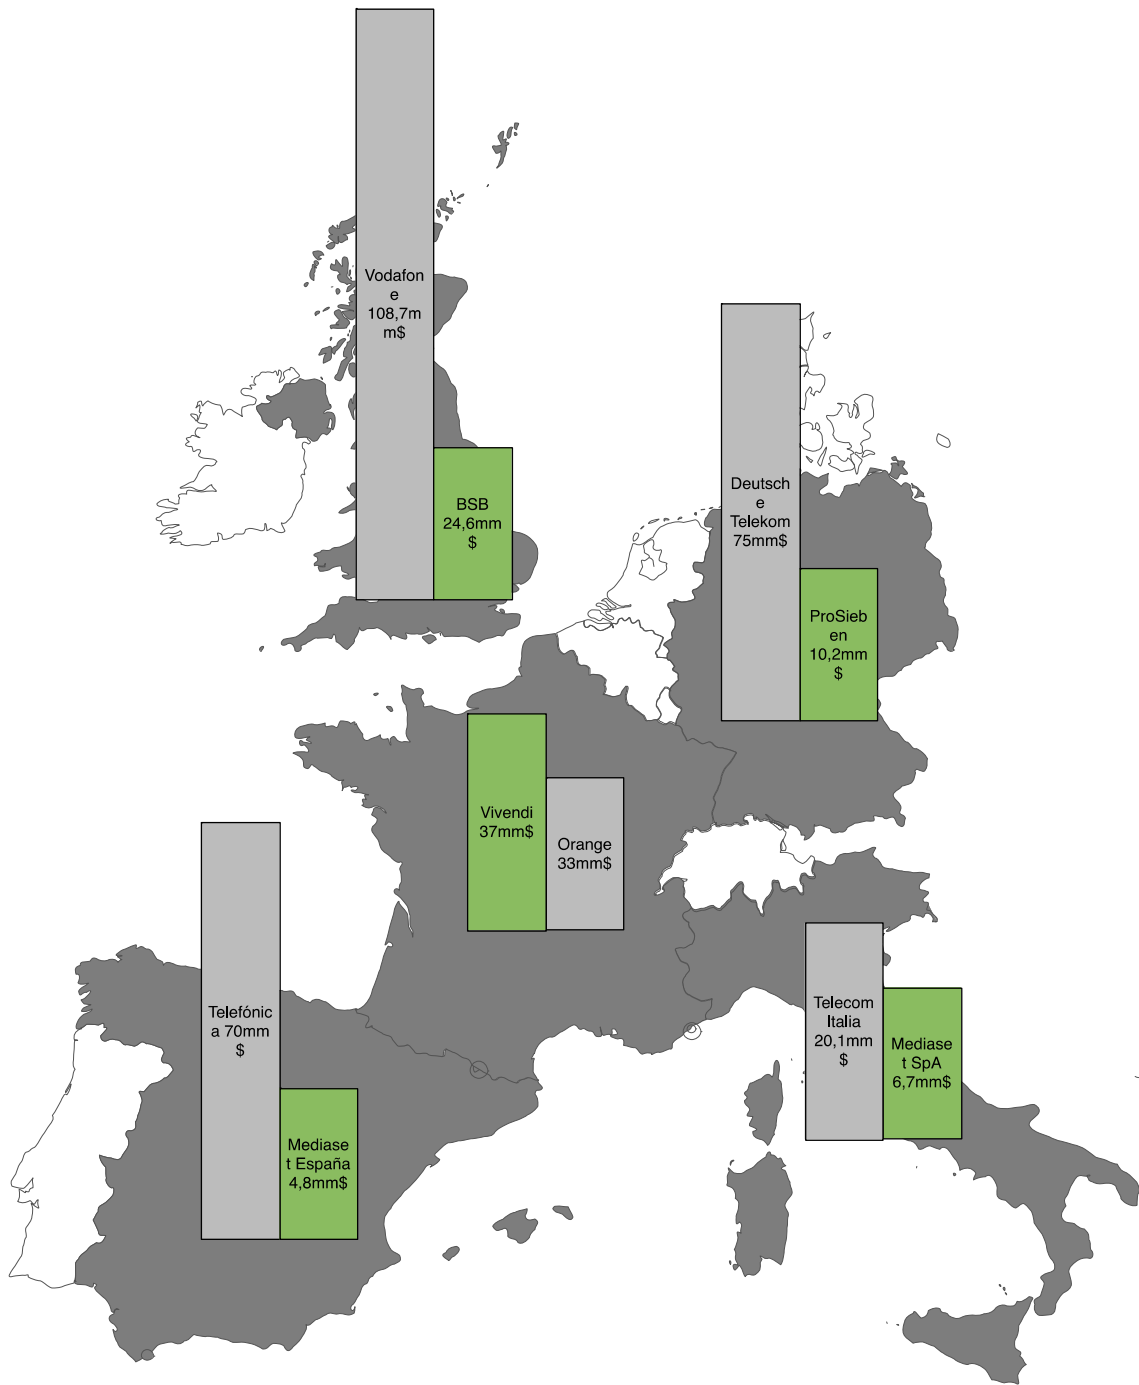 Vodafon
e
108,7m
m$
BSB
24,6mm
$
Deutsch
e
Telekom
75mm$
ProSieb
en
10,2mm
$
Vivendi
37mm$
Orange
33mm$
Telefónic
a 70mm
$
Mediase
t España
4,8mm$
Telecom
Italia
20,1mm
$
Mediase
t SpA
6,7mm$